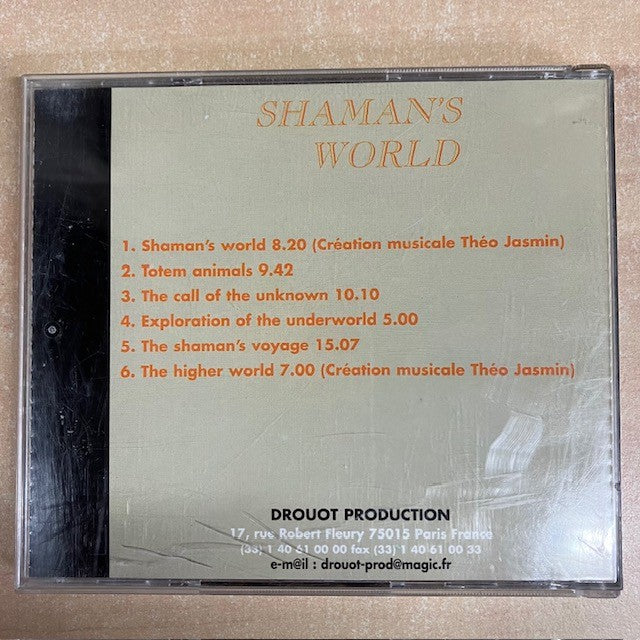 SHAMAN'S
WORLD
1. Shaman's world 8.20 (Création musicale Théo Jasmin)
2. Totem animals 9.42
3. The call of the unknown 10.10
4. Exploration of the underworld 5.00
5. The shaman's voyage 15.07
6. The higher world 7.00 (Création musicale Théo Jasmin)
DROUOT PRODUCTION
17, rue Robert Fleury 75015 Paris France
(33) 1 40 61 00 00 fax (33) 1 40 61 00 33
e-m@il : drouot-prod@magic.fr